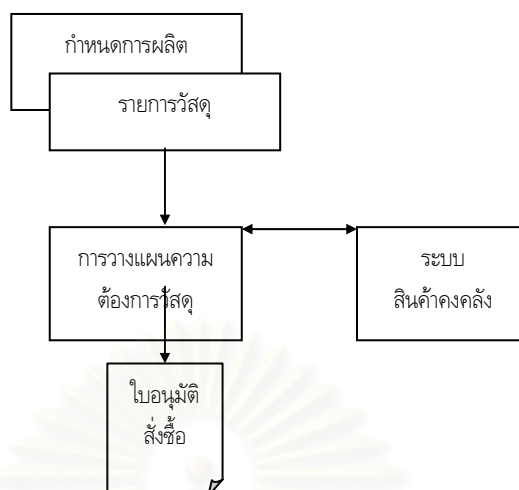 กำหนดการผลิต
รายการวัสดุ
การวางแผนความ
ต้องการวัสดุ
ระบบ
สินค้าคงคลัง
ใบอนุมัติ
สั่งซื้อ